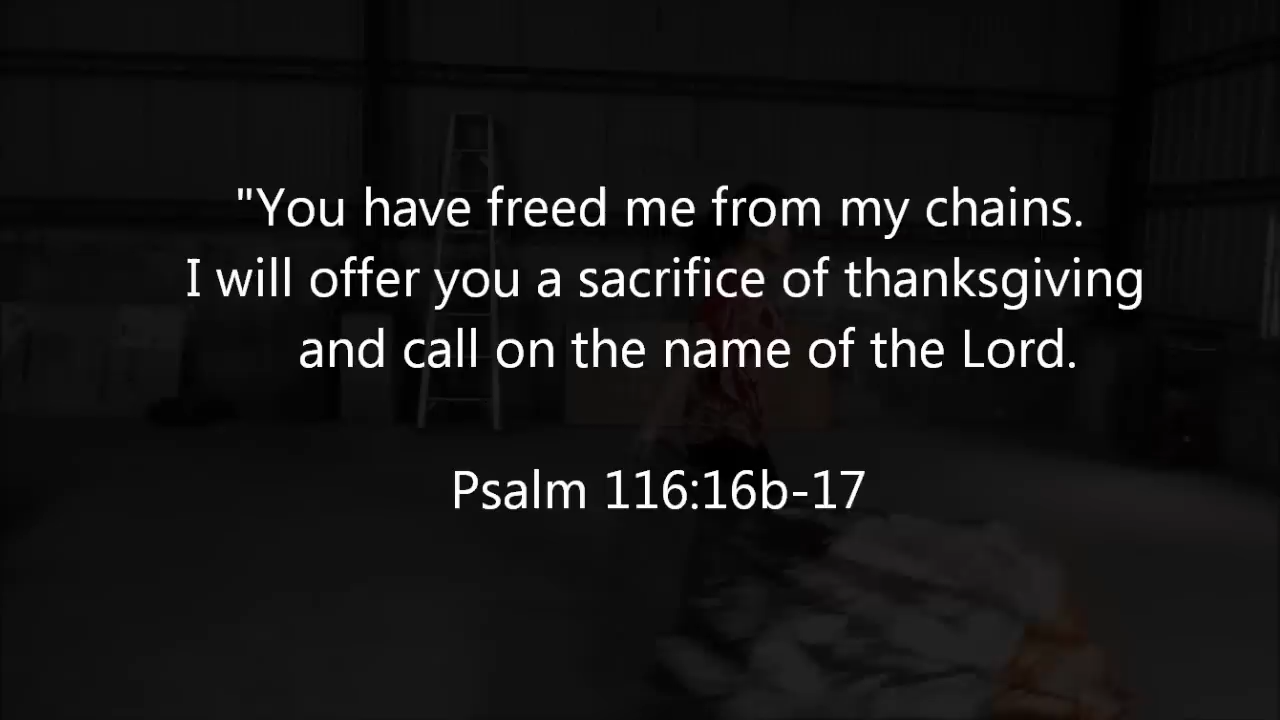 "You have freed me from my chains.
I will offer you a sacrifice of thanksgiving
and call on the name of the Lord.
Psalm 116:16b-17